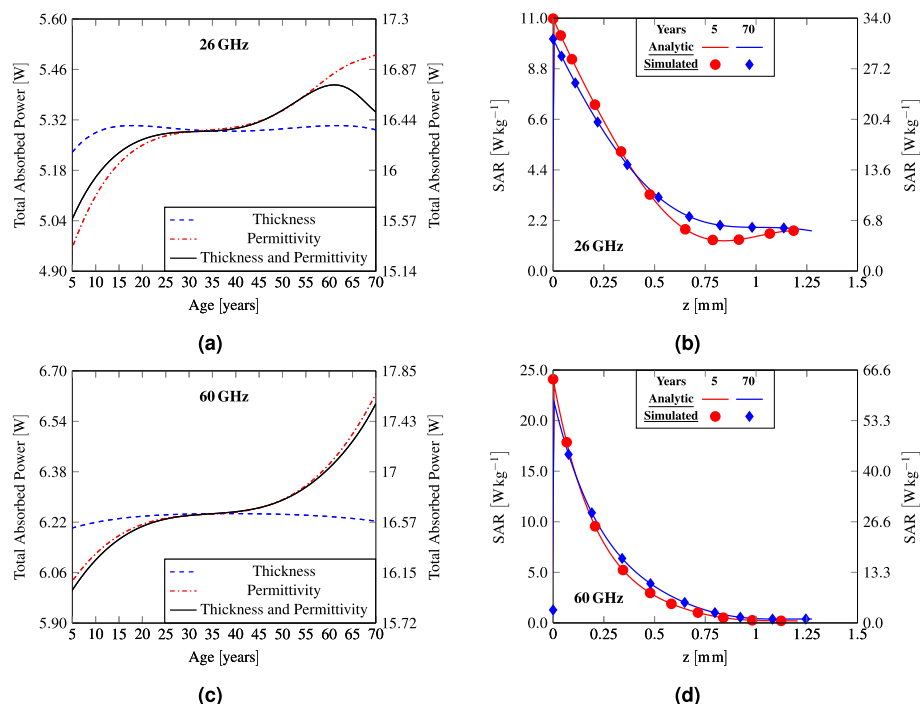 5.60
5.46
5.32
5.18
5.04
4.90
Total Absorbed Power [W]
26 GHz
17.3
16.87
16.44
16
15.57
15.14
Total Absorbed Power [W]
Thickness
Permittivity
Thickness and Permittivity
5 10 15 20 25 30 35 40 45 50 55 60 65 70
Age [years]
(a)
11.0
8.8
6.6
4.4
2.2
0.0
SAR [W kg⁻¹]
Years 5 70
Analytic
Simulated
26 GHz
34.0
27.2
20.4
13.6
6.8
0.0
SAR [W kg⁻¹]
0 0.25 0.5 0.75 1 1.25 1.5
z [mm]
(b)
6.70
6.54
6.38
6.22
6.06
5.90
Total Absorbed Power [W]
60 GHz
17.85
17.43
17
16.57
16.15
15.72
Total Absorbed Power [W]
Thickness
Permittivity
Thickness and Permittivity
5 10 15 20 25 30 35 40 45 50 55 60 65 70
Age [years]
(c)
25.0
20.0
15.0
10.0
5.0
0.0
SAR [W kg⁻¹]
Years 5 70
Analytic
Simulated
60 GHz
66.6
53.3
40.0
26.6
13.3
0.0
SAR [W kg⁻¹]
0 0.25 0.5 0.75 1 1.25 1.5
z [mm]
(d)